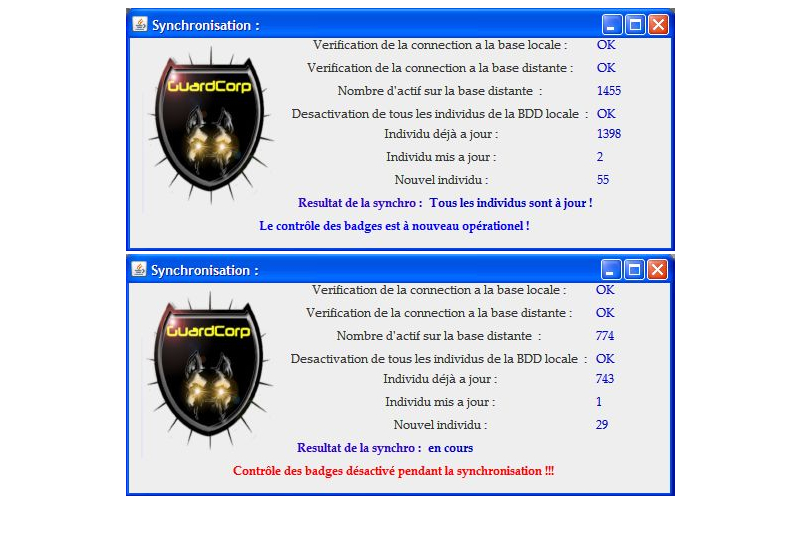 Synchronisation :
GuardCorp
Verification de la connection a la base locale : OK
Verification de la connection a la base distante : OK
Nombre d'actif sur la base distante : 1455
Desactivation de tous les individus de la BDD locale : OK
Individu déjà a jour : 1398
Individu mis a jour : 2
Nouvel individu : 55
Resultat de la synchro : Tous les individus sont à jour !
Le contrôle des badges est à nouveau opérationel !
Synchronisation :
GuardCorp
Verification de la connection a la base locale : OK
Verification de la connection a la base distante : OK
Nombre d'actif sur la base distante : 774
Desactivation de tous les individus de la BDD locale : OK
Individu déjà a jour : 743
Individu mis a jour : 1
Nouvel individu : 29
Resultat de la synchro : en cours
Contrôle des badges désactivé pendant la synchronisation !!!